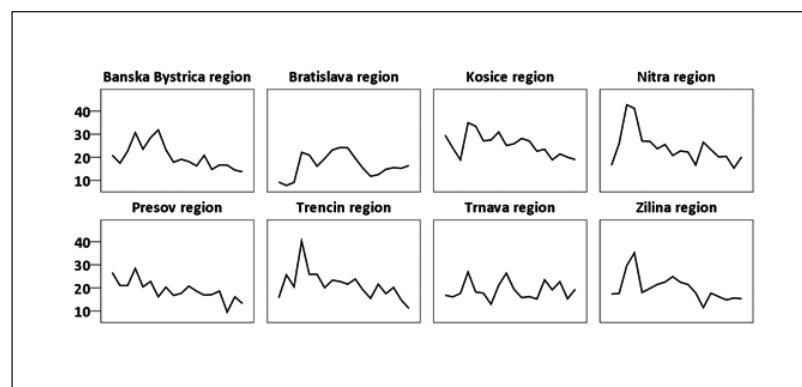 Banska Bystrica region
Bratislava region
Kosice region
Nitra region
40
30
20
10
Presov region
Trencin region
Trnava region
Zilina region
40
30
20
10